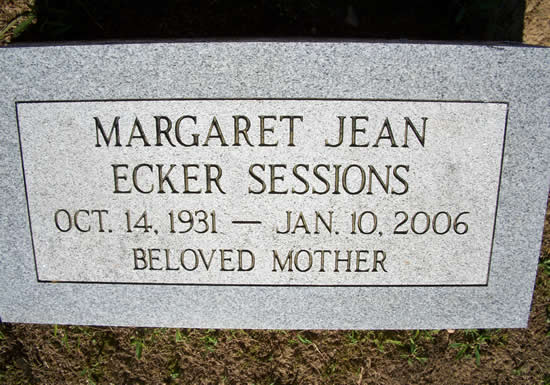 MARGARET JEAN
ECKER SESSIONS
OCT. 14, 1931 — JAN. 10, 2006
BELOVED MOTHER